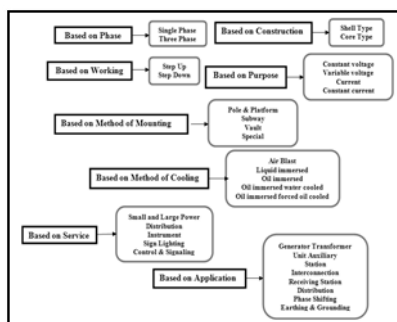 Based on Phase
Single Phase
Three Phase
Based on Construction
Shell Type
Core Type
Based on Working
Step Up
Step Down
Based on Purpose
Constant voltage
Variable voltage
Current
Constant current
Based on Method of Mounting
Pole & Platform
Subway
Vault
Special
Based on Method of Cooling
Air Blast
Liquid immersed
Oil immersed
Oil immersed water cooled
Oil immersed forced oil cooled
Based on Service
Small and Large Power
Distribution
Instrument
Sign Lighting
Control & Signaling
Based on Application
Generator Transformer
Unit Auxiliary
Station
Interconnection
Receiving Station
Distribution
Phase Shifting
Earthing & Grounding